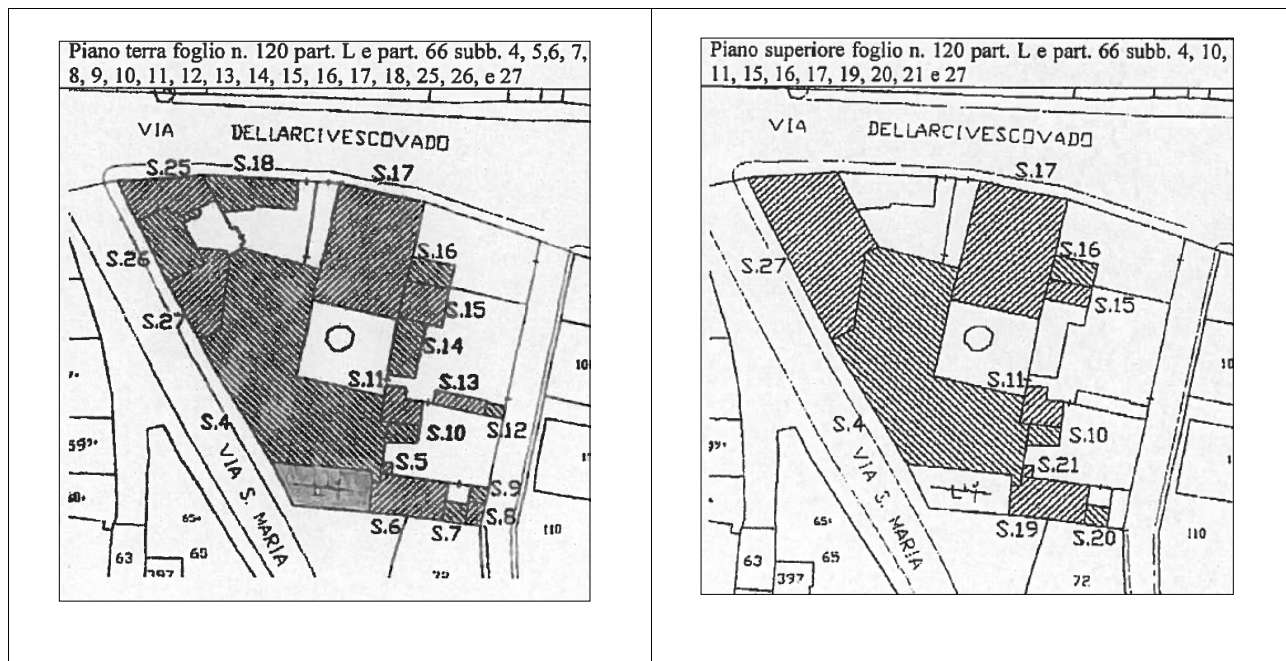 Piano terra foglio n. 120 part. L e part. 66 subb. 4, 5,6, 7,
8, 9, 10, 11, 12, 13, 14, 15, 16, 17, 18, 25, 26, e 27
VIA DELLARCIVESCOVADO
S.25 S.18 S.17
S.16
S.26
S.15
S.27
S.14
S.11 S.13
S.12
S.4 S.10
S.5
VIA S. MARIA
S.9
S.6 S.7 S.8
65
63 65 110
397
Piano superiore foglio n. 120 part. L e part. 66 subb. 4, 10,
11, 15, 16, 17, 19, 20, 21 e 27
VIA DELLARCIVESCOVADO
S.17
S.16
S.27
S.15
S.11
S.4 S.10
S.21
VIA S. MARIA
S.19 S.20
65
63 65 110
397 72